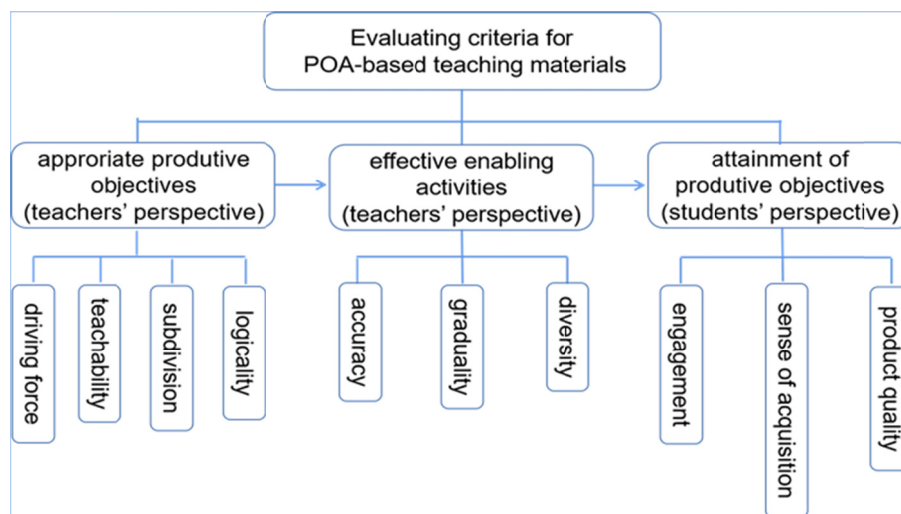 Evaluating criteria for
POA-based teaching materials
approriate produtive
objectives
(teachers' perspective)
effective enabling
activities
(teachers' perspective)
attainment of
produtive objectives
(students' perspective)
driving force
teachability
subdivision
logicality
accuracy
graduality
diversity
engagement
sense of acquisition
product quality